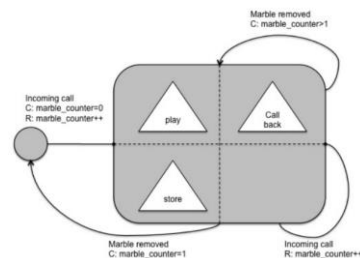 Marble removed
C: marble_counter>1
Incoming call
C: marble_counter=0
R: marble_counter++
play
Call
back
store
Marble removed
C: marble_counter=1
Incoming call
R: marble_counter++